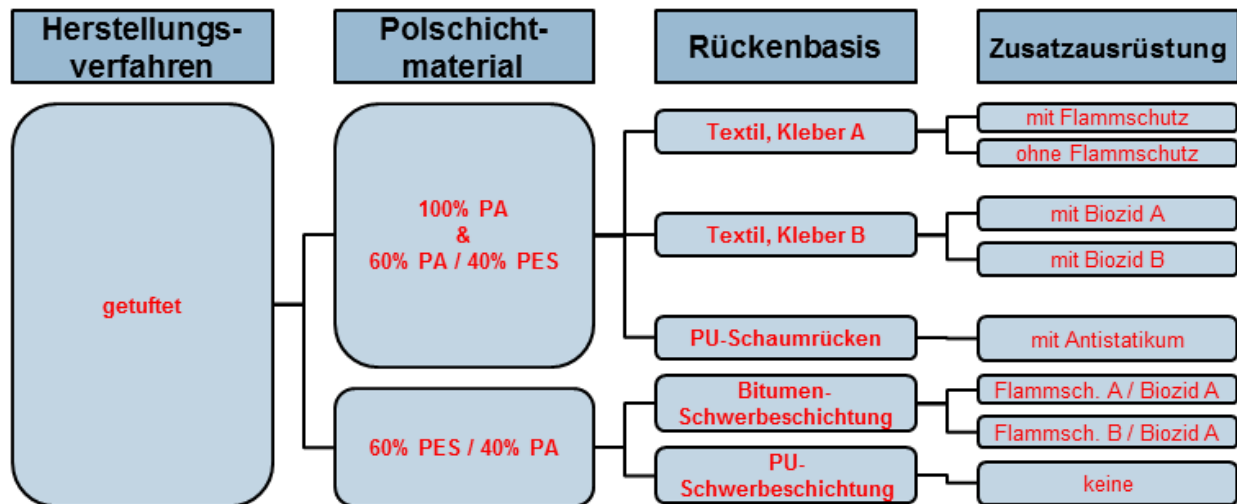 Herstellungs-
verfahren
Polschicht-
material
Rückenbasis
Zusatzausrüstung
getuftet
100% PA
&
60% PA / 40% PES
60% PES / 40% PA
Textil, Kleber A
Textil, Kleber B
PU-Schaumrücken
Bitumen-
Schwerbeschichtung
PU-
Schwerbeschichtung
mit Flammschutz
ohne Flammschutz
mit Biozid A
mit Biozid B
mit Antistatikum
Flammsch. A / Biozid A
Flammsch. B / Biozid A
keine